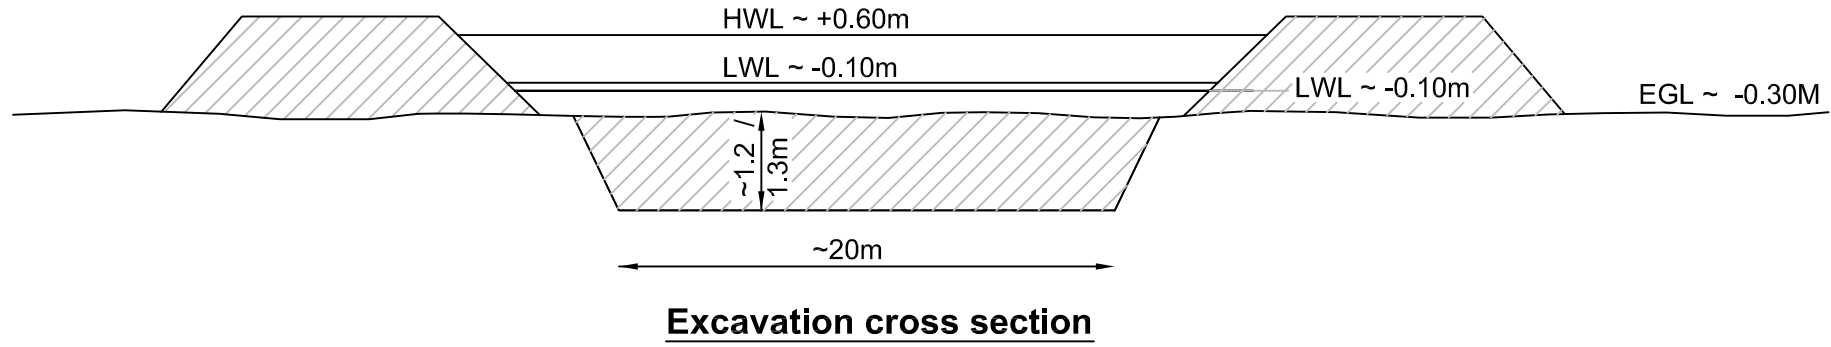 HWL ~ +0.60m
LWL ~ -0.10m
LWL ~ -0.10m
EGL ~ -0.30M
~1.2 /
1.3m
~20m
Excavation cross section